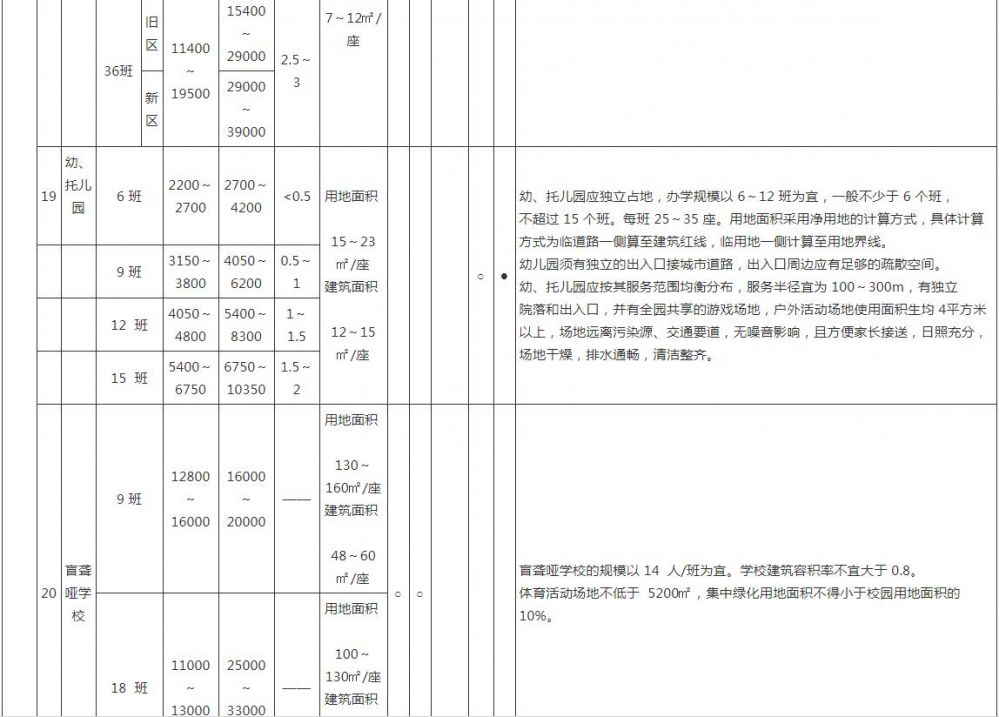 36班
旧
区
新
区
11400
～
19500
15400
～
29000
29000
～
39000
2.5～
3
7～12㎡/
座
19
幼、
托儿
园
6 班
2200～
2700
2700～
4200
<0.5
用地面积
15～23
㎡/座
建筑面积
12～15
㎡/座
9 班
3150～
3800
4050～
6200
0.5～
1
12 班
4050～
4800
5400～
8300
1～
1.5
15 班
5400～
6750
6750～
10350
1.5～
2
○
●
幼、托儿园应独立占地，办学规模以 6～12 班为宜，一般不少于 6 个班，
不超过 15 个班。每班 25～35 座。用地面积采用净用地的计算方式，具体计算
方式为临道路一侧算至建筑红线，临用地一侧计算至用地界线。
幼儿园须有独立的出入口接城市道路，出入口周边应有足够的疏散空间。
幼、托儿园应按其服务范围均衡分布，服务半径宜为 100～300m，有独立
院落和出入口，并有全园共享的游戏场地，户外活动场地使用面积生均 4平方米
以上，场地远离污染源、交通要道，无噪音影响，且方便家长接送，日照充分，
场地干燥，排水通畅，清洁整齐。
20
盲聋
哑学
校
9 班
12800
～
16000
16000
～
20000
——
用地面积
130～
160㎡/座
建筑面积
48～60
㎡/座
18 班
11000
～
13000
25000
～
33000
——
用地面积
100～
130㎡/座
建筑面积
○
○
盲聋哑学校的规模以 14 人/班为宜。学校建筑容积率不宜大于 0.8。
体育活动场地不低于 5200㎡，集中绿化用地面积不得小于校园用地面积的
10%。